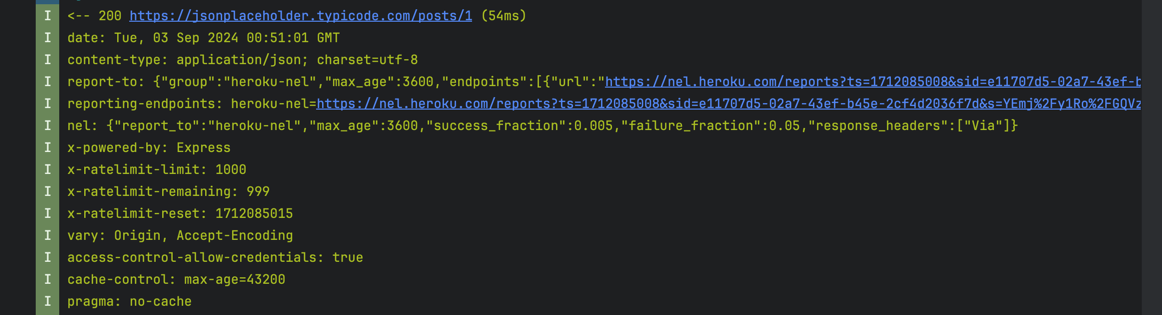 I <-- 200 https://jsonplaceholder.typicode.com/posts/1 (54ms)
I date: Tue, 03 Sep 2024 00:51:01 GMT
I content-type: application/json; charset=utf-8
I report-to: {"group":"heroku-nel","max_age":3600,"endpoints":[{"url":"https://nel.heroku.com/reports?ts=1712085008&sid=e11707d5-02a7-43ef-b
I reporting-endpoints: heroku-nel=https://nel.heroku.com/reports?ts=1712085008&sid=e11707d5-02a7-43ef-b45e-2cf4d2036f7d&s=YEmj%2Fy1Ro%2FGQVz
I nel: {"report_to":"heroku-nel","max_age":3600,"success_fraction":0.005,"failure_fraction":0.05,"response_headers":["Via"]}
I x-powered-by: Express
I x-ratelimit-limit: 1000
I x-ratelimit-remaining: 999
I x-ratelimit-reset: 1712085015
I vary: Origin, Accept-Encoding
I access-control-allow-credentials: true
I cache-control: max-age=43200
I pragma: no-cache